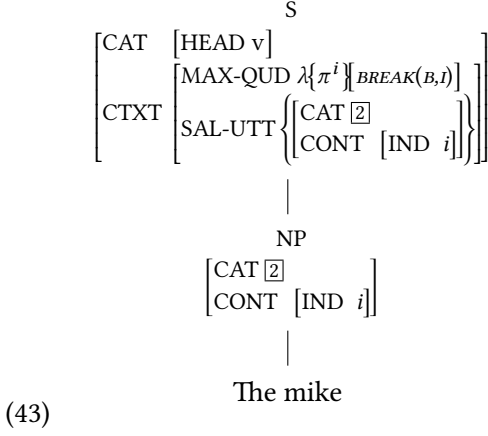 S
CAT [HEAD v]
MAX-QUD λ{πⁱ}[BREAK(B,I)]
CTXT
SAL-UTT {[CAT [2]
CONT [IND i]]}
NP
[CAT [2]
CONT [IND i]]
The mike
(43)